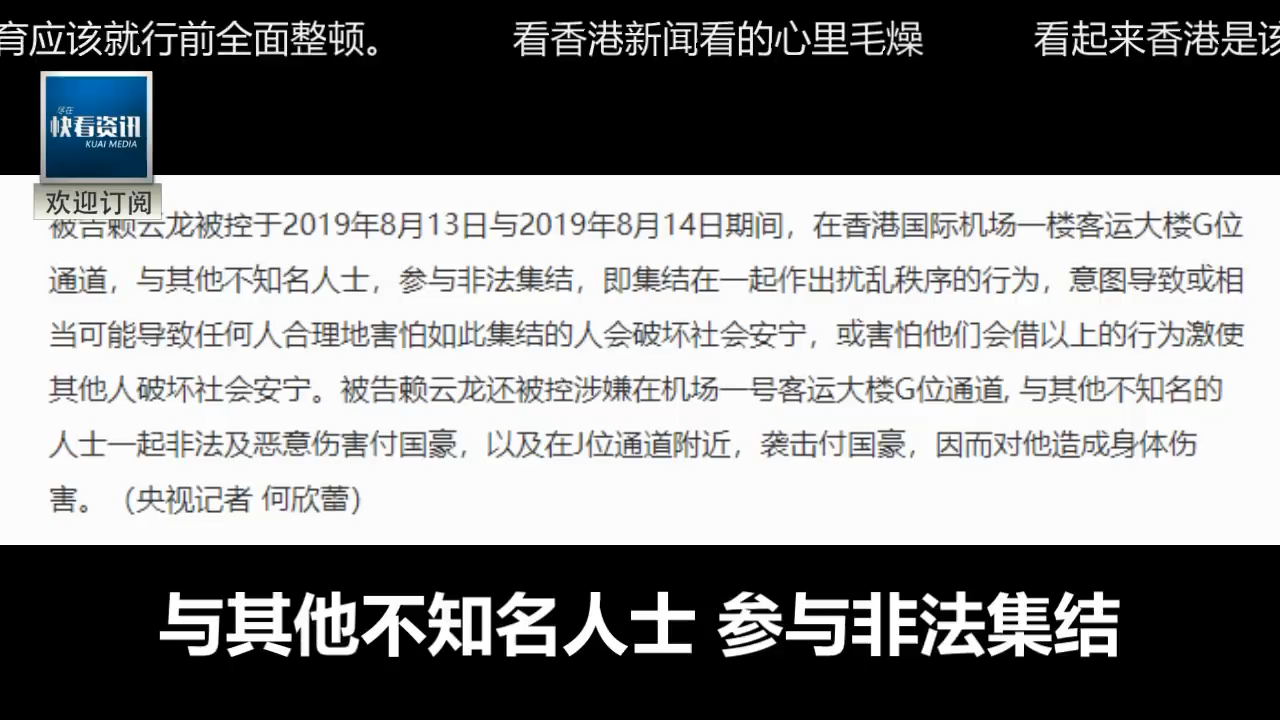 育应该就行前全面整顿。 看香港新闻看的心里毛燥 看起来香港是该
尽在
快看资讯
KUAI MEDIA
欢迎订阅
被告赖云龙被控于2019年8月13日与2019年8月14日期间，在香港国际机场一楼客运大楼G位
通道，与其他不知名人士，参与非法集结，即集结在一起作出扰乱秩序的行为，意图导致或相
当可能导致任何人合理地害怕如此集结的人会破坏社会安宁，或害怕他们会借以上的行为激使
其他人破坏社会安宁。被告赖云龙还被控涉嫌在机场一号客运大楼G位通道, 与其他不知名的
人士一起非法及恶意伤害付国豪，以及在J位通道附近，袭击付国豪，因而对他造成身体伤
害。（央视记者 何欣蕾）
与其他不知名人士 参与非法集结